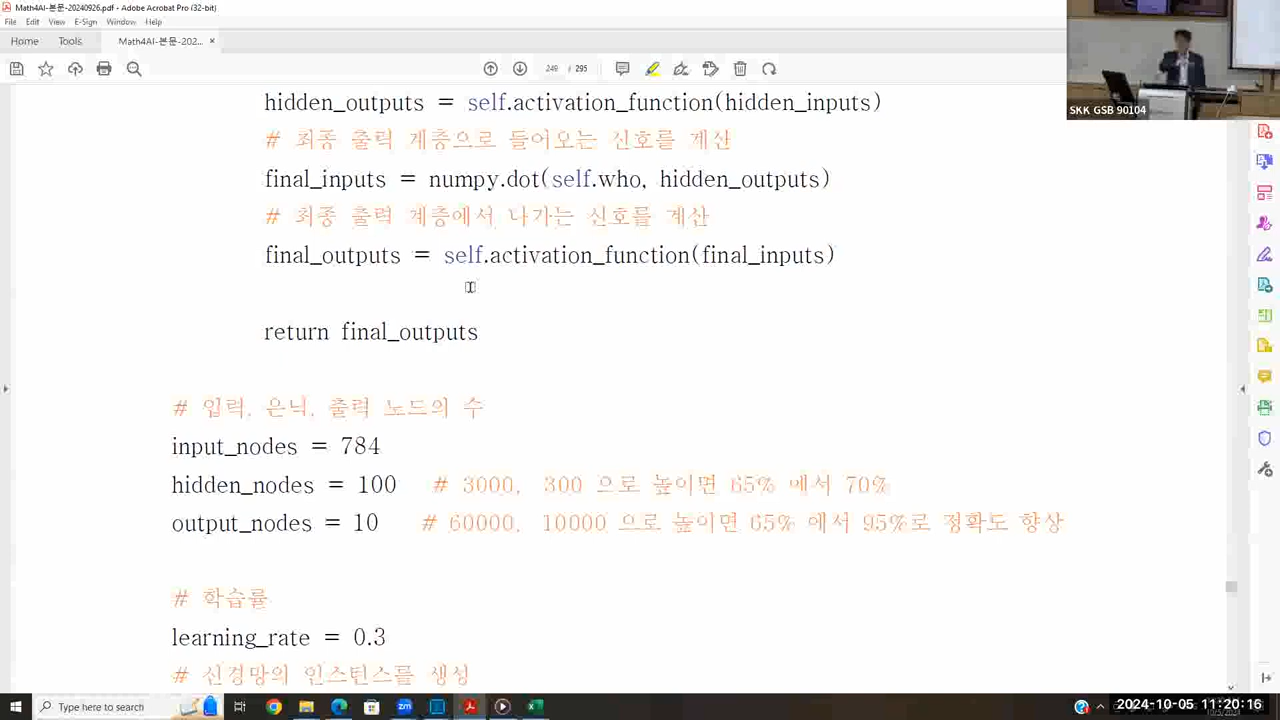 Math4AI-본문-20240926.pdf - Adobe Acrobat Pro (32-bit)
File Edit View E-Sign Window Help
Home Tools Math4AI-본문-202... ×
249 / 295
SKK GSB 90104
hidden_outputs = self.activation_function(hidden_inputs)
# 최종 출력 계층으로 들어오는 신호를 계산
final_inputs = numpy.dot(self.who, hidden_outputs)
# 최종 출력 계층에서 나가는 신호를 계산
final_outputs = self.activation_function(final_inputs)
return final_outputs
# 입력, 은닉, 출력 노드의 수
input_nodes = 784
hidden_nodes = 100 # 3000, 300 으로 높이면 65% 에서 70%
output_nodes = 10 # 60000, 10000 으로 높이면 65% 에서 95%로 정확도 향상
# 학습률
learning_rate = 0.3
# 신경망의 인스턴스를 생성
Type here to search
2024-10-05 11:20:16